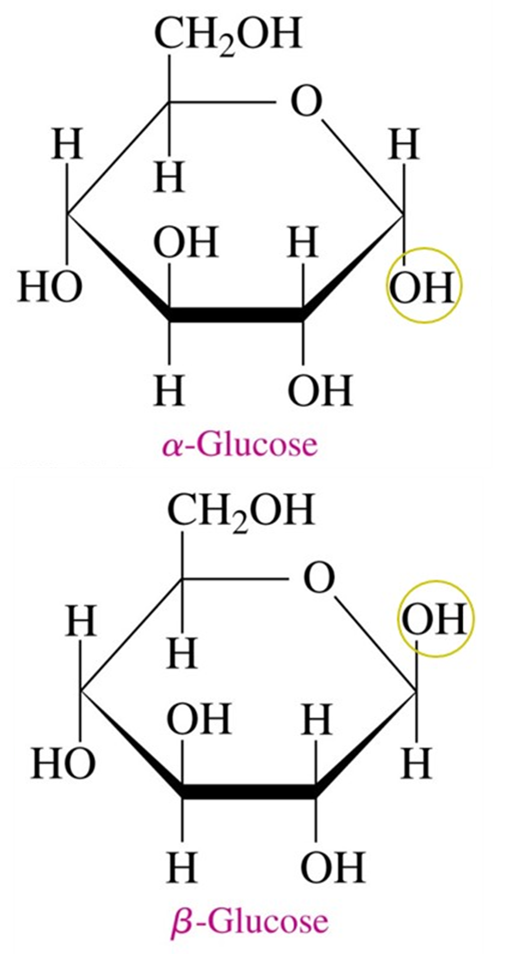 CH₂OH
O
H H
H
OH H
HO OH
H OH
α-Glucose
CH₂OH
O
H OH
H
OH H
HO H
H OH
β-Glucose